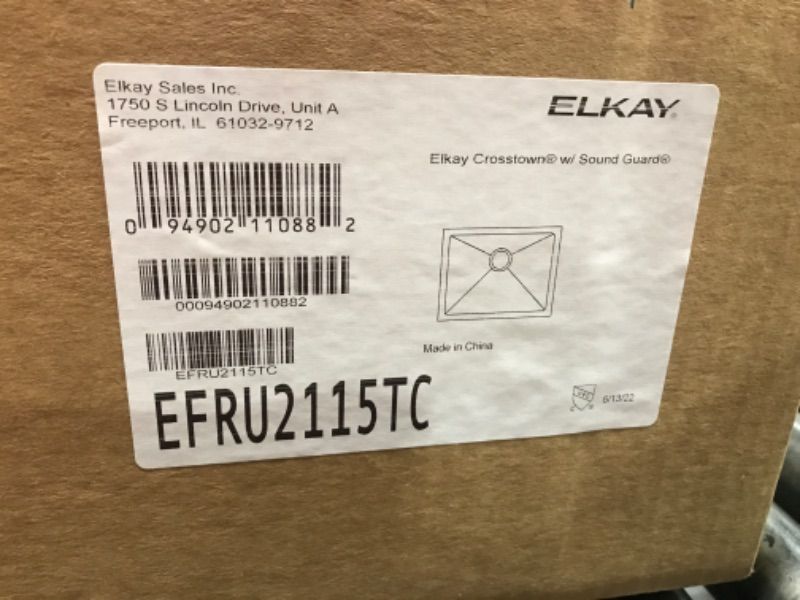 Elkay Sales Inc.
1750 S Lincoln Drive, Unit A
Freeport, IL 61032-9712
ELKAY®
Elkay Crosstown® w/ Sound Guard®
0 94902 11088 2
00094902110882
EFRU2115TC
EFRU2115TC
Made in China
6/13/22